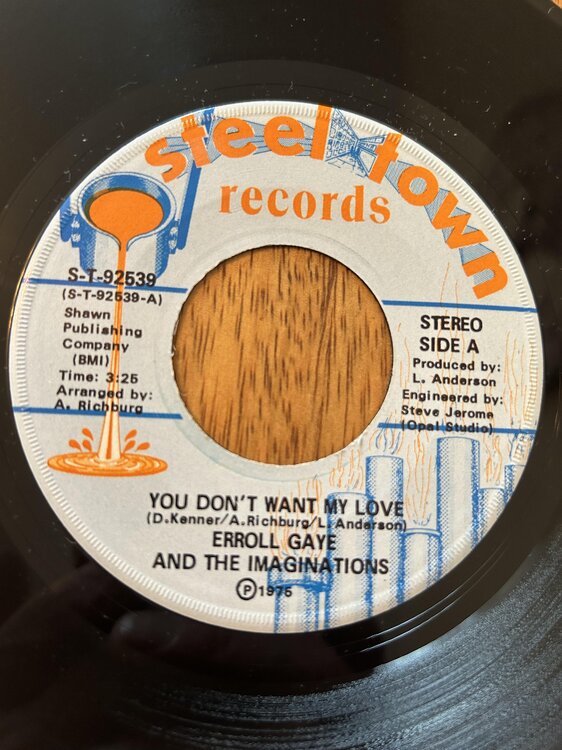 steel town
records
S-T-92539
(S-T-92539-A)
Shawn
Publishing
Company
(BMI)
Time: 3:25
Arranged by:
A. Richburg
STEREO
SIDE A
Produced by:
L. Anderson
Engineered by:
Steve Jerome
(Opal Studio)
YOU DON'T WANT MY LOVE
(D.Kenner/A.Richburg/L.Anderson)
ERROLL GAYE
AND THE IMAGINATIONS
Ⓟ1975